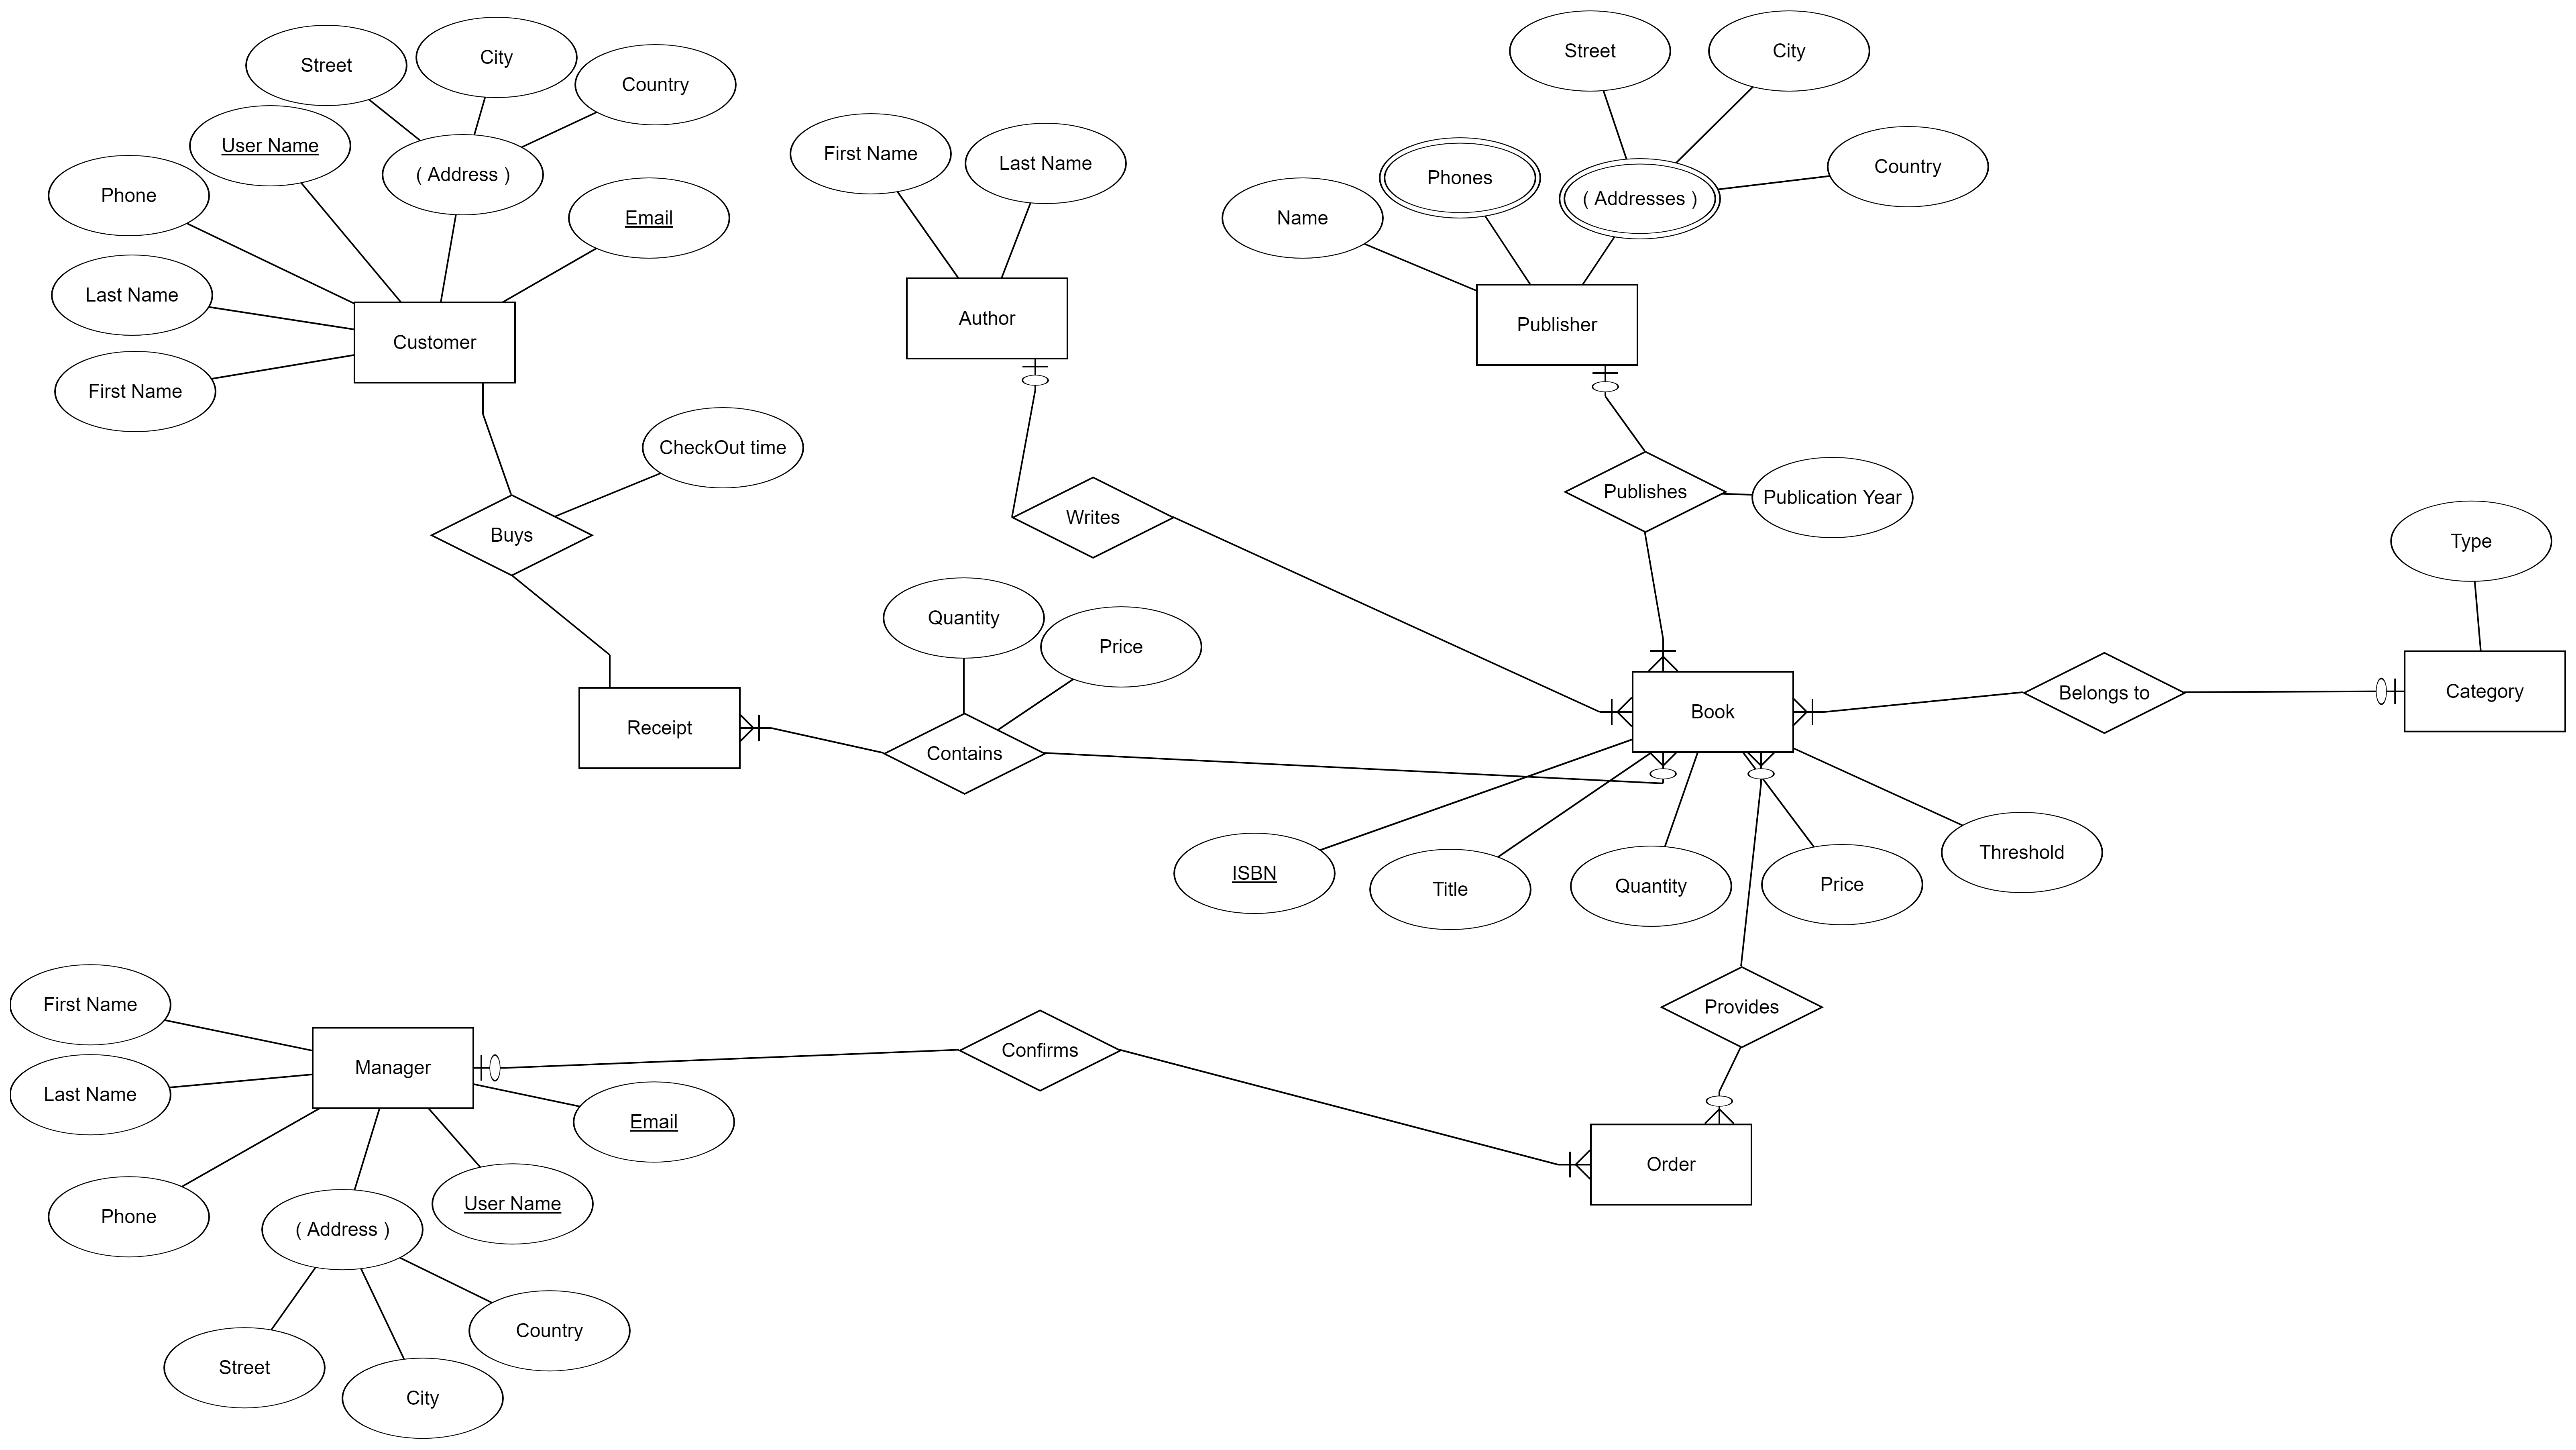 Street
City
Country
User Name
( Address )
Phone
Email
Last Name
Customer
First Name
CheckOut time
Buys
First Name
Last Name
Author
Writes
Street
City
Phones
( Addresses )
Country
Name
Publisher
Publishes
Publication Year
Type
Quantity
Price
Receipt
Contains
Book
Belongs to
Category
ISBN
Title
Quantity
Price
Threshold
Provides
First Name
Manager
Last Name
Confirms
Email
Order
Phone
( Address )
User Name
Street
City
Country